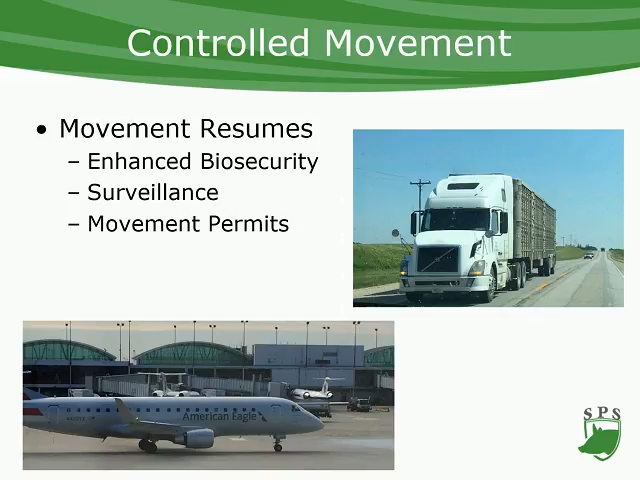 Controlled Movement
• Movement Resumes
– Enhanced Biosecurity
– Surveillance
– Movement Permits
American Eagle
SPS